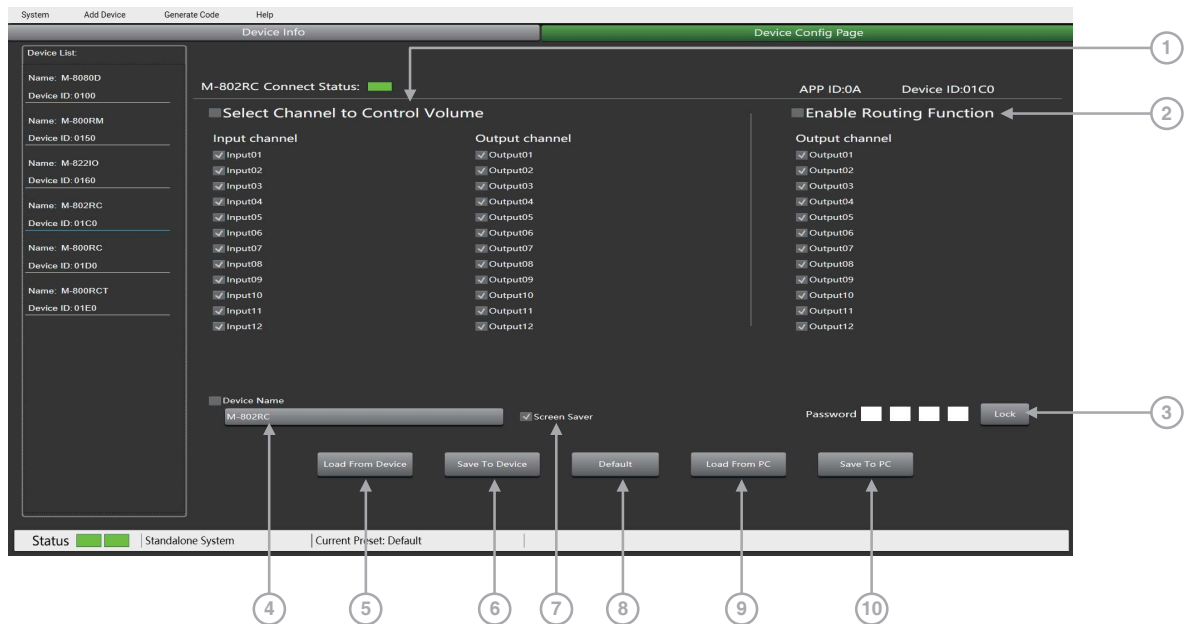 System Add Device Generate Code Help
Device Info Device Config Page
Device List:
Name: M-8080D
Device ID:0100
Name: M-800RM
Device ID:0150
Name: M-822IO
Device ID:0160
Name: M-802RC
Device ID:01C0
Name: M-800RC
Device ID:01D0
Name: M-800RCT
Device ID:01E0
M-802RC Connect Status:
APP ID:0A Device ID:01C0
Select Channel to Control Volume
Input channel
Input01
Input02
Input03
Input04
Input05
Input06
Input07
Input08
Input09
Input10
Input11
Input12
Output channel
Output01
Output02
Output03
Output04
Output05
Output06
Output07
Output08
Output09
Output10
Output11
Output12
Enable Routing Function
Output channel
Output01
Output02
Output03
Output04
Output05
Output06
Output07
Output08
Output09
Output10
Output11
Output12
Device Name
M-802RC
Screen Saver
Password Lock
Load From Device Save To Device Default Load From PC Save To PC
Status Standalone System Current Preset: Default
1
2
3
4 5 6 7 8 9 10